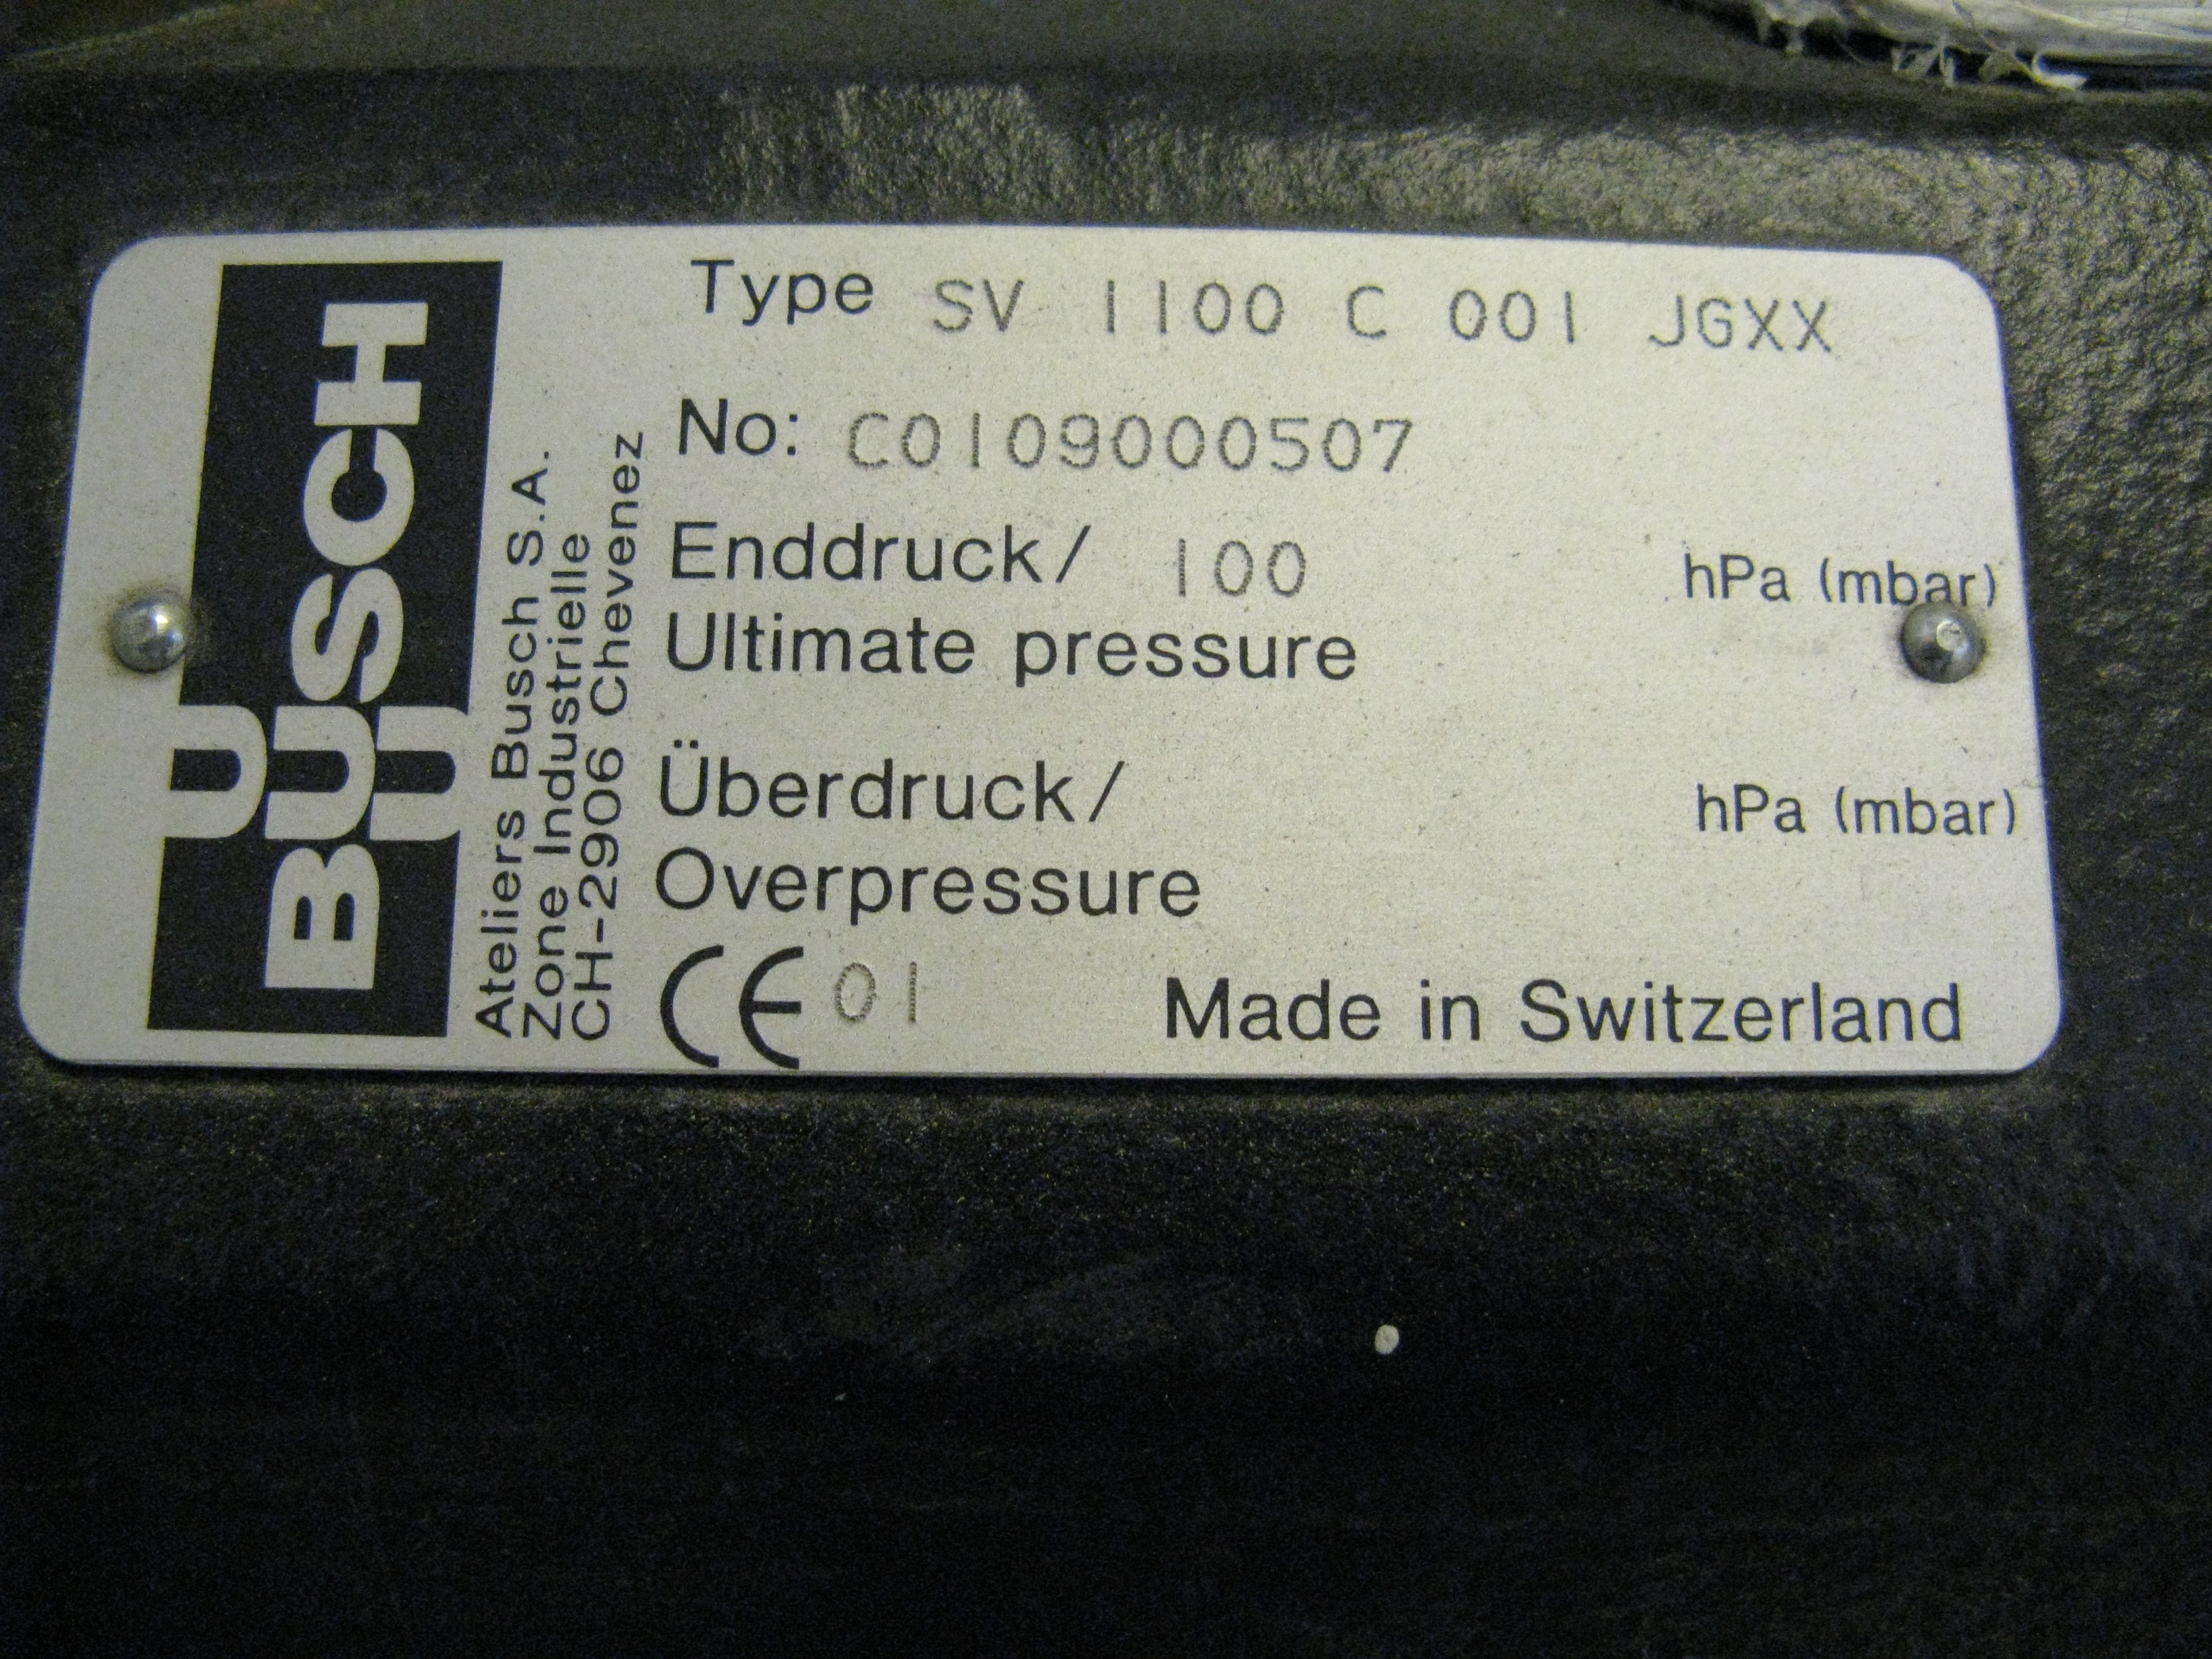 BUSCH
Ateliers Busch S.A.
Zone Industrielle
CH-2906 Chevenez
Type SV 1100 C 001 JGXX
No: C0109000507
Enddruck/ 100 hPa (mbar)
Ultimate pressure
Überdruck/ hPa (mbar)
Overpressure
CE 01 Made in Switzerland